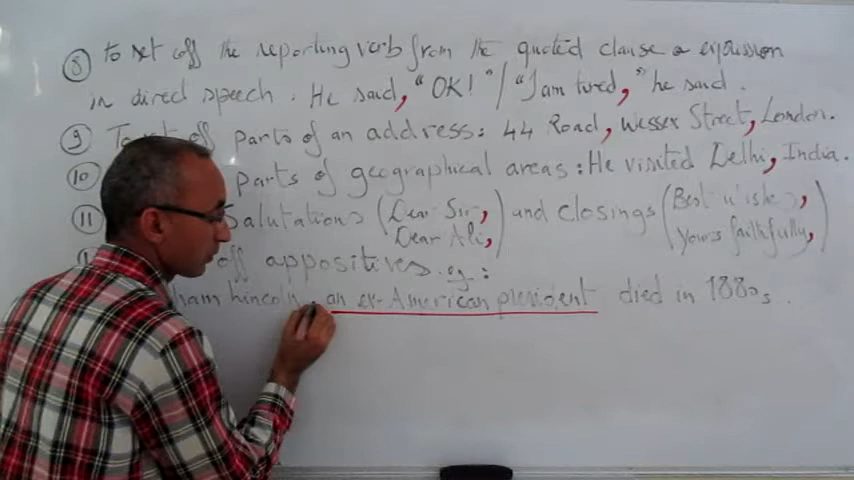 8 to set off the reporting verb from the quoted clause or expression
in direct speech. He said, "OK!" / "I am tired," he said.
9 To set off parts of an address: 44 Road, Wessex Street, London.
10 parts of geographical areas: He visited Delhi, India.
11 Salutations (Dear Sir, Dear Ali,) and closings (Best wishes, Yours faithfully,)
off appositives. eg:
ham Lincoln, an ex-American president died in 1880s.